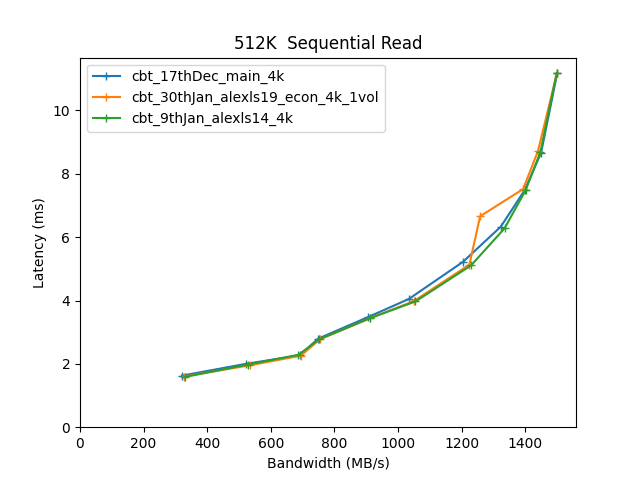 512K  Sequential Read
cbt_17thDec_main_4k
cbt_30thJan_alexls19_econ_4k_1vol
cbt_9thJan_alexls14_4k
Latency (ms)
10
8
6
4
2
0
0 200 400 600 800 1000 1200 1400
Bandwidth (MB/s)